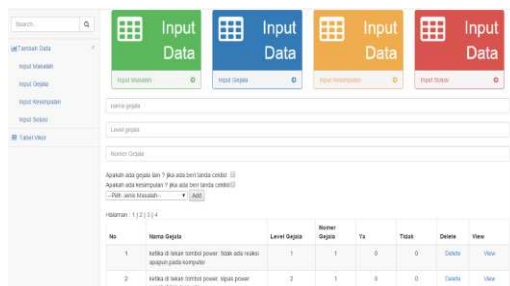 Search...
Tambah Data
Input Masalah
Input Gejala
Input Kesimpulan
Input Solusi
Tabel View
Input Data
Input Data
Input Data
Input Data
Input Masalah
Input Gejala
Input Kesimpulan
Input Solusi
nama gejala
Level gejala
Nomer Gejala
Apakah ada gejala lain ? jika ada beri tanda ceklist
Apakah ada kesimpulan ? jika ada beri tanda ceklist
--Pilih Jenis Masalah-- Add
Halaman : 1 | 2 | 3 | 4
No Nama Gejala Level Gejala Nomer Gejala Ya Tidak Delete View
1 ketika di tekan tombol power tidak ada reaksi apapun pada komputer 1 1 0 0 Delete View
2 ketika di tekan tombol power 2 1 0 0 Delete View